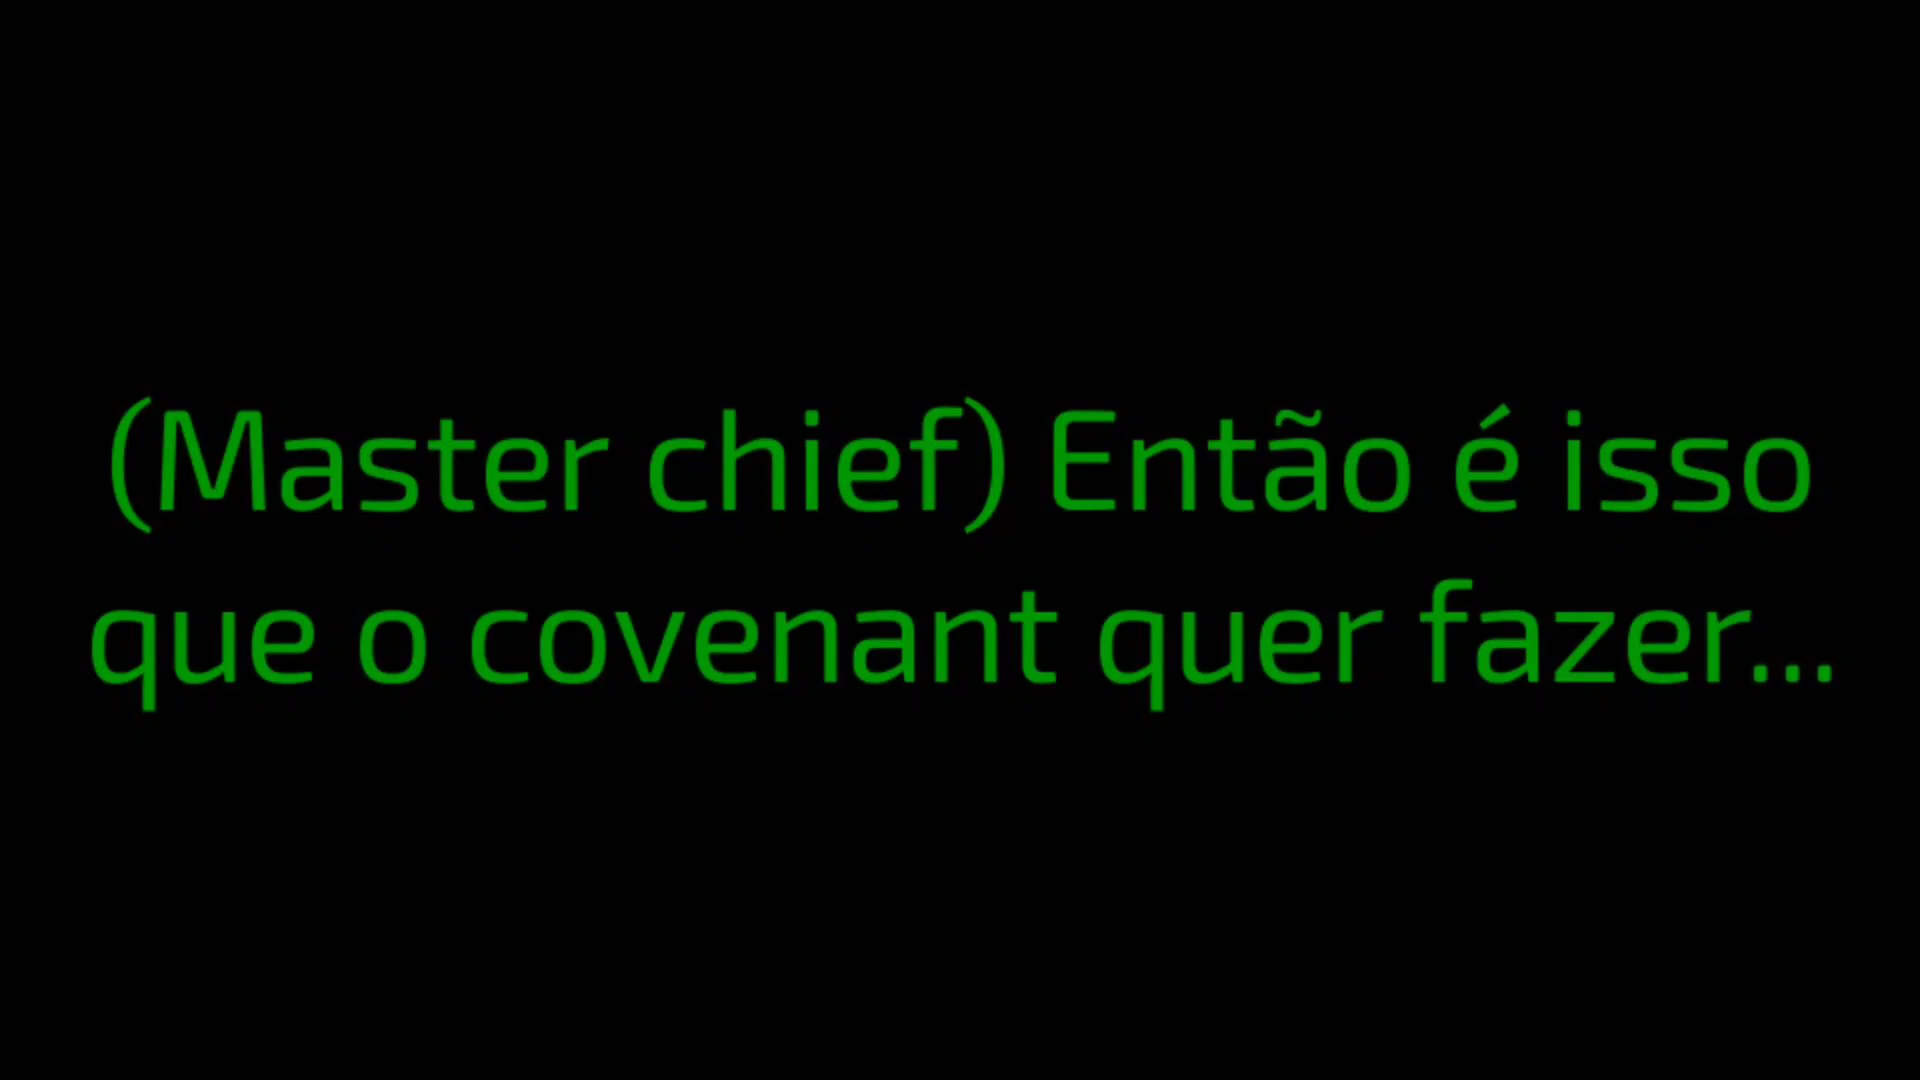 (Master chief) Então é isso
que o covenant quer fazer...